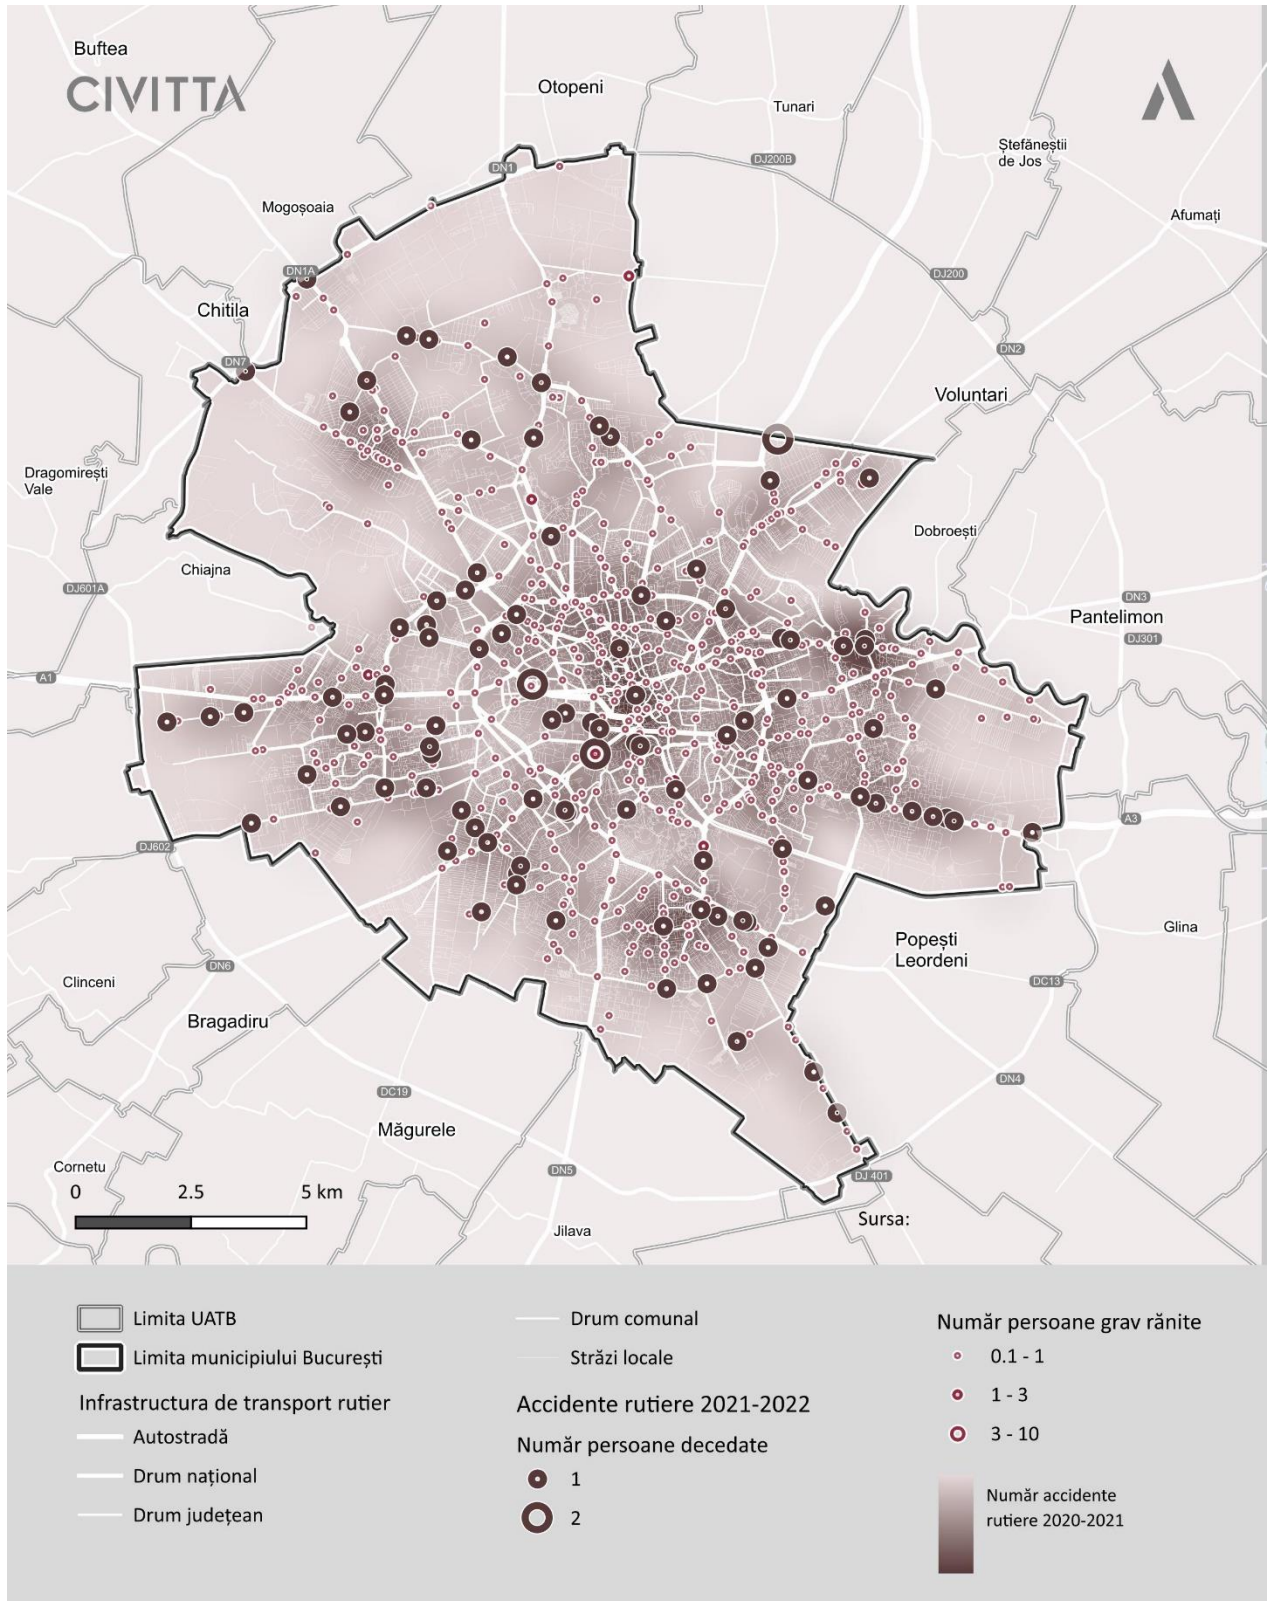 Buftea
CIVITTA
Otopeni
Tunari
Ștefăneștii
de Jos
DJ200B
DN1
Mogoșoaia
Afumați
DN1A
DJ200
Chitila
DN2
DN7
Voluntari
Dragomirești
Vale
Dobroești
Chiajna
DJ601A
DN3
Pantelimon
DJ301
A1
A3
DJ602
Popești
Leordeni
Glina
DN6
Clinceni
DC13
Bragadiru
DN4
DC19
Măgurele
Cornetu
DN5
DJ 401
0 2.5 5 km
Sursa:
Jilava
Limita UATB
Limita municipiului București
Infrastructura de transport rutier
Autostradă
Drum național
Drum județean
Drum comunal
Străzi locale
Accidente rutiere 2021-2022
Număr persoane decedate
1
2
Număr persoane grav rănite
0.1 - 1
1 - 3
3 - 10
Număr accidente
rutiere 2020-2021